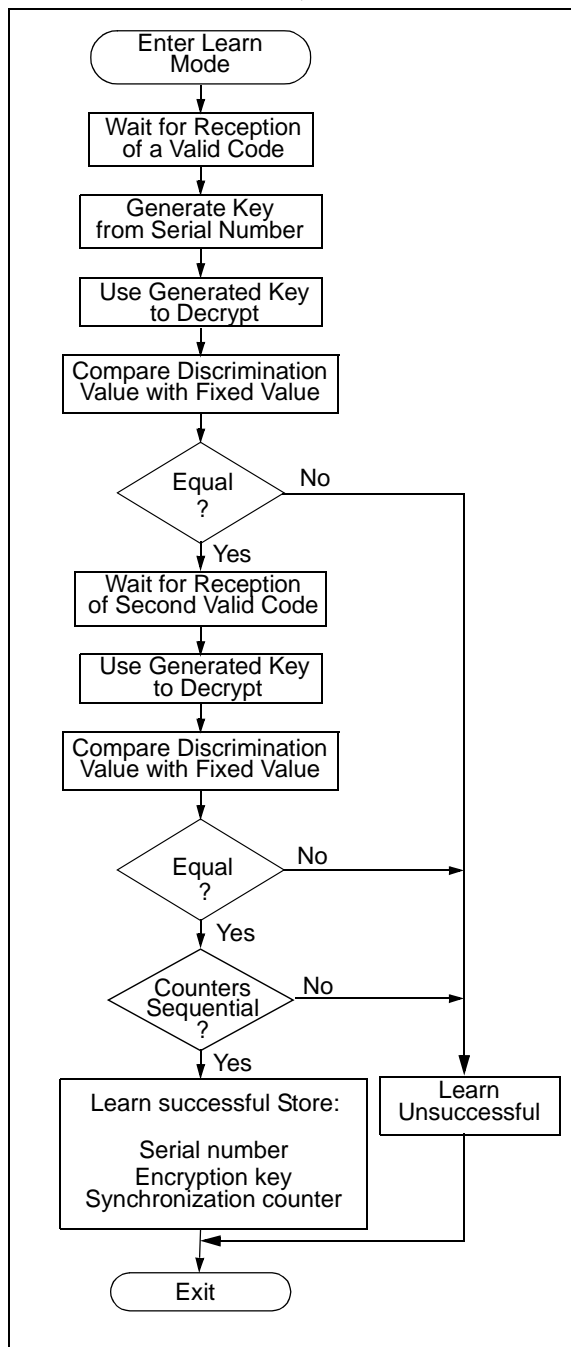 Enter Learn
Mode
Wait for Reception
of a Valid Code
Generate Key
from Serial Number
Use Generated Key
to Decrypt
Compare Discrimination
Value with Fixed Value
Equal
?
No
Yes
Wait for Reception
of Second Valid Code
Use Generated Key
to Decrypt
Compare Discrimination
Value with Fixed Value
Equal
?
No
Yes
Counters
Sequential
?
No
Yes
Learn successful Store:
Serial number
Encryption key
Synchronization counter
Learn
Unsuccessful
Exit